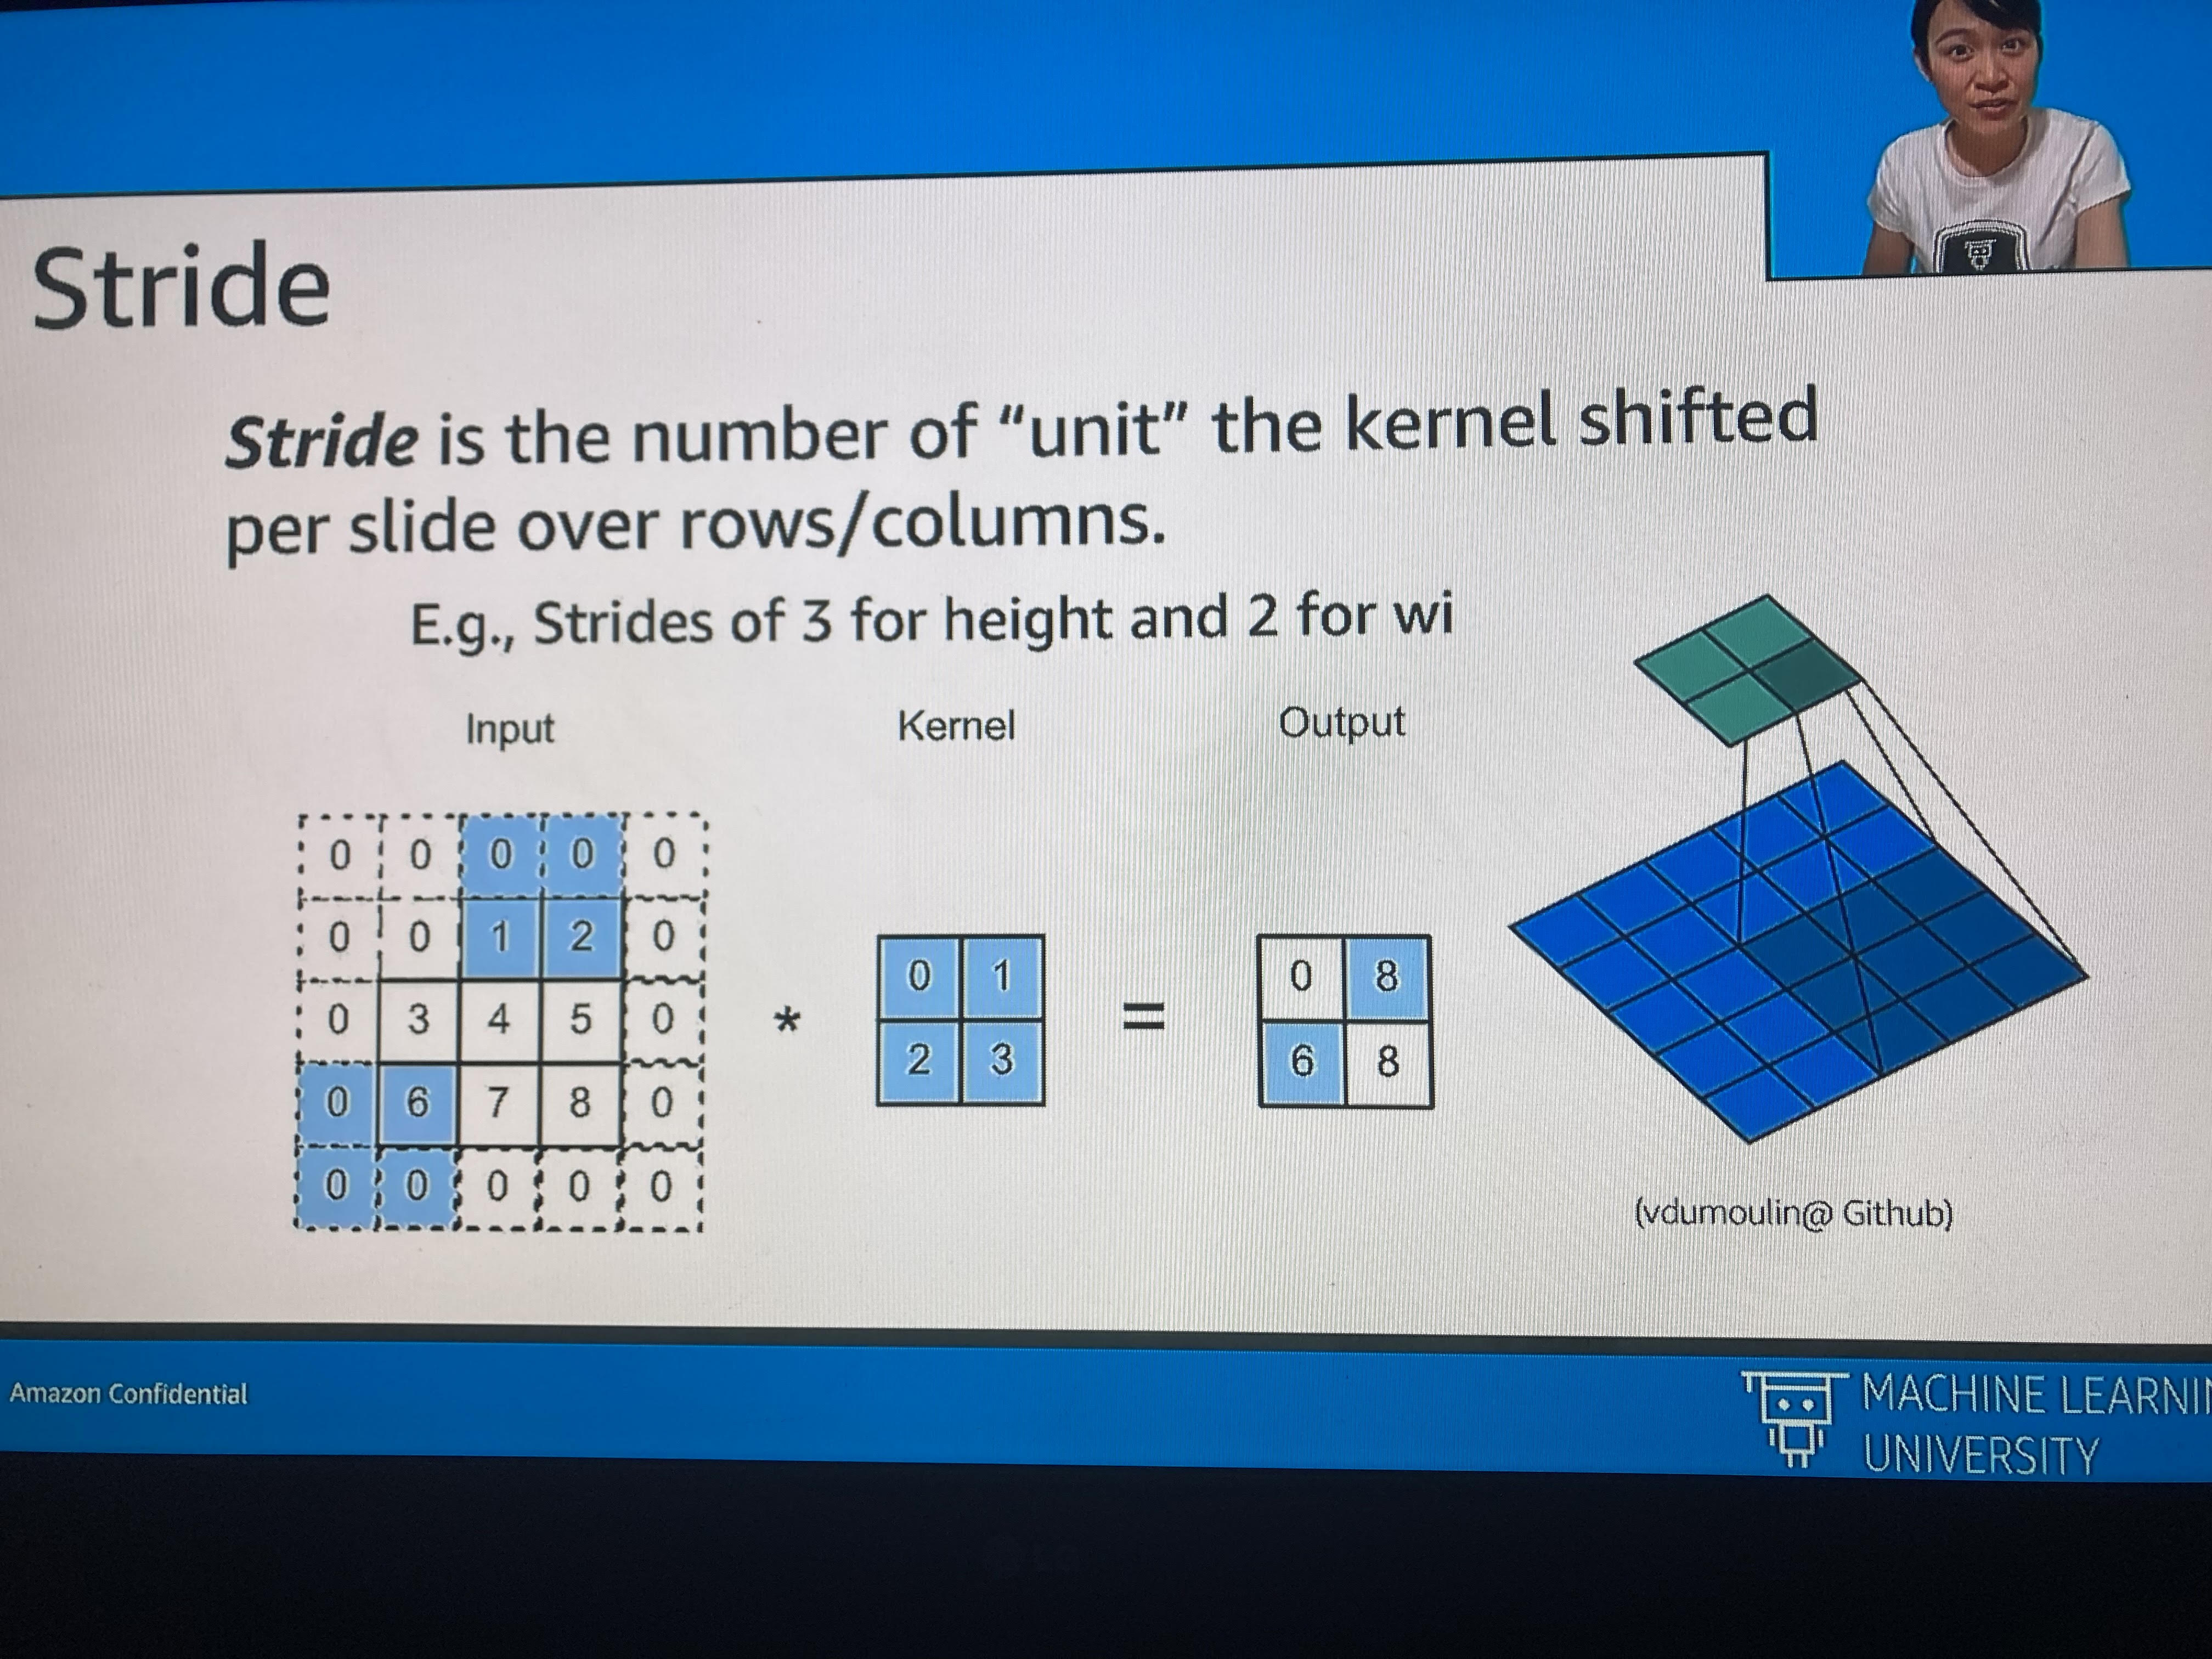 Stride
Stride is the number of “unit” the kernel shifted
per slide over rows/columns.
E.g., Strides of 3 for height and 2 for wi
Input Kernel Output
0 0 0 0 0
0 0 1 2 0
0 3 4 5 0
0 6 7 8 0
0 0 0 0 0
*
0 1
2 3
=
0 8
6 8
(vdumoulin@ Github)
Amazon Confidential
MACHINE LEARNIN
UNIVERSITY